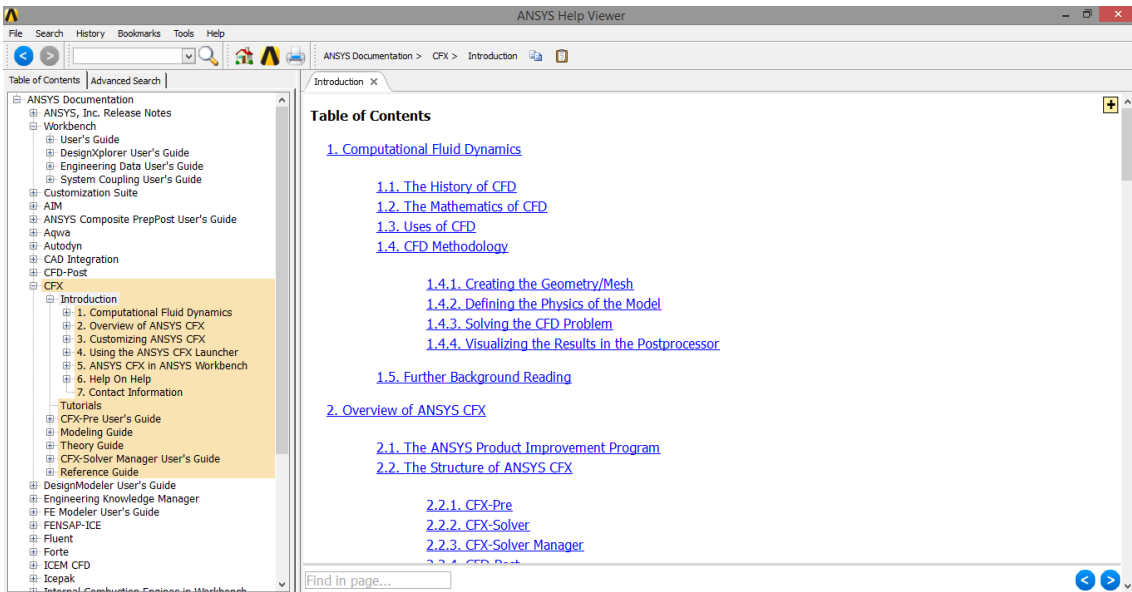 ANSYS Help Viewer
File Search History Bookmarks Tools Help
ANSYS Documentation > CFX > Introduction
Table of Contents Advanced Search
Introduction
ANSYS Documentation
ANSYS, Inc. Release Notes
Workbench
User's Guide
DesignXplorer User's Guide
Engineering Data User's Guide
System Coupling User's Guide
Customization Suite
AIM
ANSYS Composite PrepPost User's Guide
Aqwa
Autodyn
CAD Integration
CFD-Post
CFX
Introduction
1. Computational Fluid Dynamics
2. Overview of ANSYS CFX
3. Customizing ANSYS CFX
4. Using the ANSYS CFX Launcher
5. ANSYS CFX in ANSYS Workbench
6. Help On Help
7. Contact Information
Tutorials
CFX-Pre User's Guide
Modeling Guide
Theory Guide
CFX-Solver Manager User's Guide
Reference Guide
DesignModeler User's Guide
Engineering Knowledge Manager
FE Modeler User's Guide
FENSAP-ICE
Fluent
Forte
ICEM CFD
Icepak
Internal Combustion Engines in Workbench
Table of Contents
1. Computational Fluid Dynamics
1.1. The History of CFD
1.2. The Mathematics of CFD
1.3. Uses of CFD
1.4. CFD Methodology
1.4.1. Creating the Geometry/Mesh
1.4.2. Defining the Physics of the Model
1.4.3. Solving the CFD Problem
1.4.4. Visualizing the Results in the Postprocessor
1.5. Further Background Reading
2. Overview of ANSYS CFX
2.1. The ANSYS Product Improvement Program
2.2. The Structure of ANSYS CFX
2.2.1. CFX-Pre
2.2.2. CFX-Solver
2.2.3. CFX-Solver Manager
2.2.4. CFD-Post
Find in page...